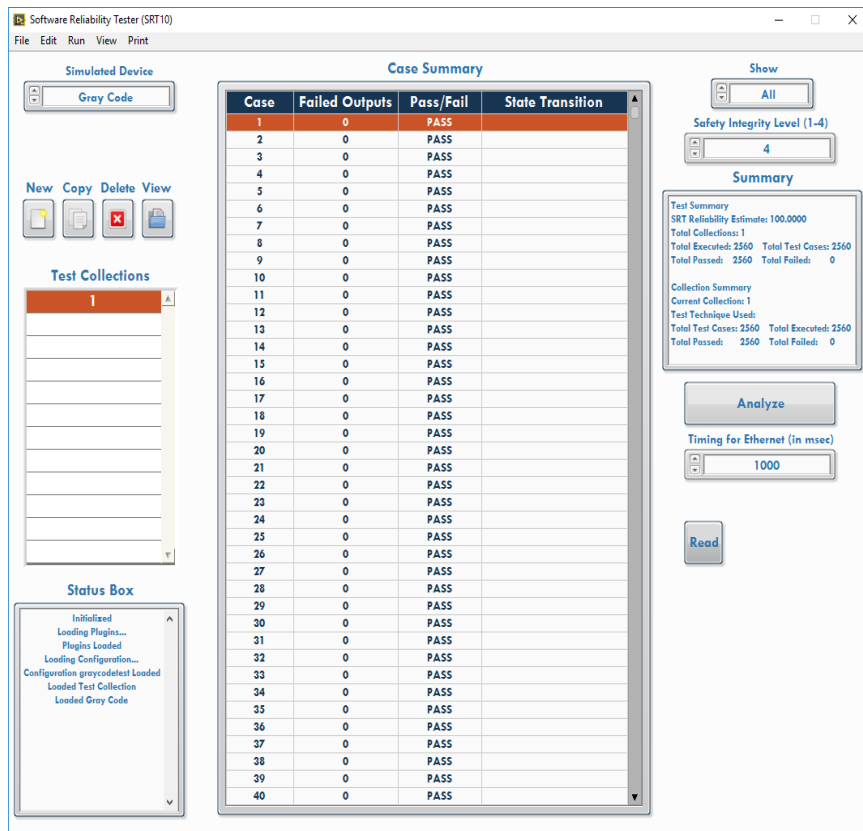 Software Reliability Tester (SRT10)
File Edit Run View Print
Simulated Device
Gray Code
New Copy Delete View
Test Collections
1
Status Box
Initialized
Loading Plugins...
Plugins Loaded
Loading Configuration...
Configuration graycodetest Loaded
Loaded Test Collection
Loaded Gray Code
Case Summary
Case Failed Outputs Pass/Fail State Transition
1 0 PASS
2 0 PASS
3 0 PASS
4 0 PASS
5 0 PASS
6 0 PASS
7 0 PASS
8 0 PASS
9 0 PASS
10 0 PASS
11 0 PASS
12 0 PASS
13 0 PASS
14 0 PASS
15 0 PASS
16 0 PASS
17 0 PASS
18 0 PASS
19 0 PASS
20 0 PASS
21 0 PASS
22 0 PASS
23 0 PASS
24 0 PASS
25 0 PASS
26 0 PASS
27 0 PASS
28 0 PASS
29 0 PASS
30 0 PASS
31 0 PASS
32 0 PASS
33 0 PASS
34 0 PASS
35 0 PASS
36 0 PASS
37 0 PASS
38 0 PASS
39 0 PASS
40 0 PASS
Show
All
Safety Integrity Level (1-4)
4
Summary
Test Summary
SRT Reliability Estimate: 100.0000
Total Collections: 1
Total Executed: 2560 Total Test Cases: 2560
Total Passed: 2560 Total Failed: 0
Collection Summary
Current Collection: 1
Test Technique Used:
Total Test Cases: 2560 Total Executed: 2560
Total Passed: 2560 Total Failed: 0
Analyze
Timing for Ethernet (in msec)
1000
Read